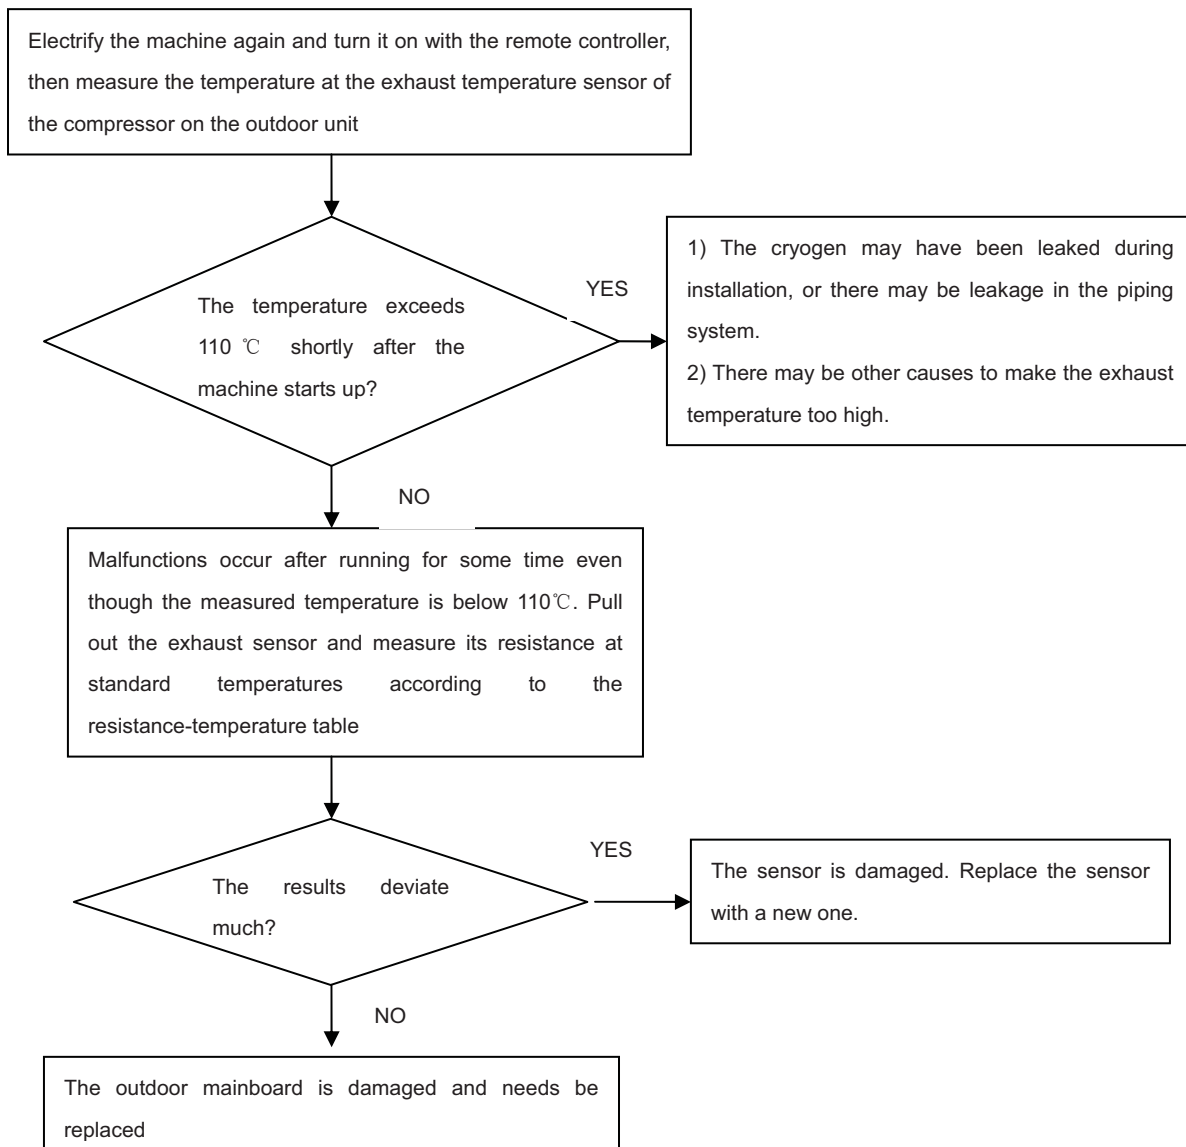 Electrify the machine again and turn it on with the remote controller,
then measure the temperature at the exhaust temperature sensor of
the compressor on the outdoor unit
The temperature exceeds
110 ℃ shortly after the
machine starts up?
YES
1) The cryogen may have been leaked during
installation, or there may be leakage in the piping
system.
2) There may be other causes to make the exhaust
temperature too high.
NO
Malfunctions occur after running for some time even
though the measured temperature is below 110℃. Pull
out the exhaust sensor and measure its resistance at
standard temperatures according to the
resistance-temperature table
The results deviate
much?
YES
The sensor is damaged. Replace the sensor
with a new one.
NO
The outdoor mainboard is damaged and needs be
replaced